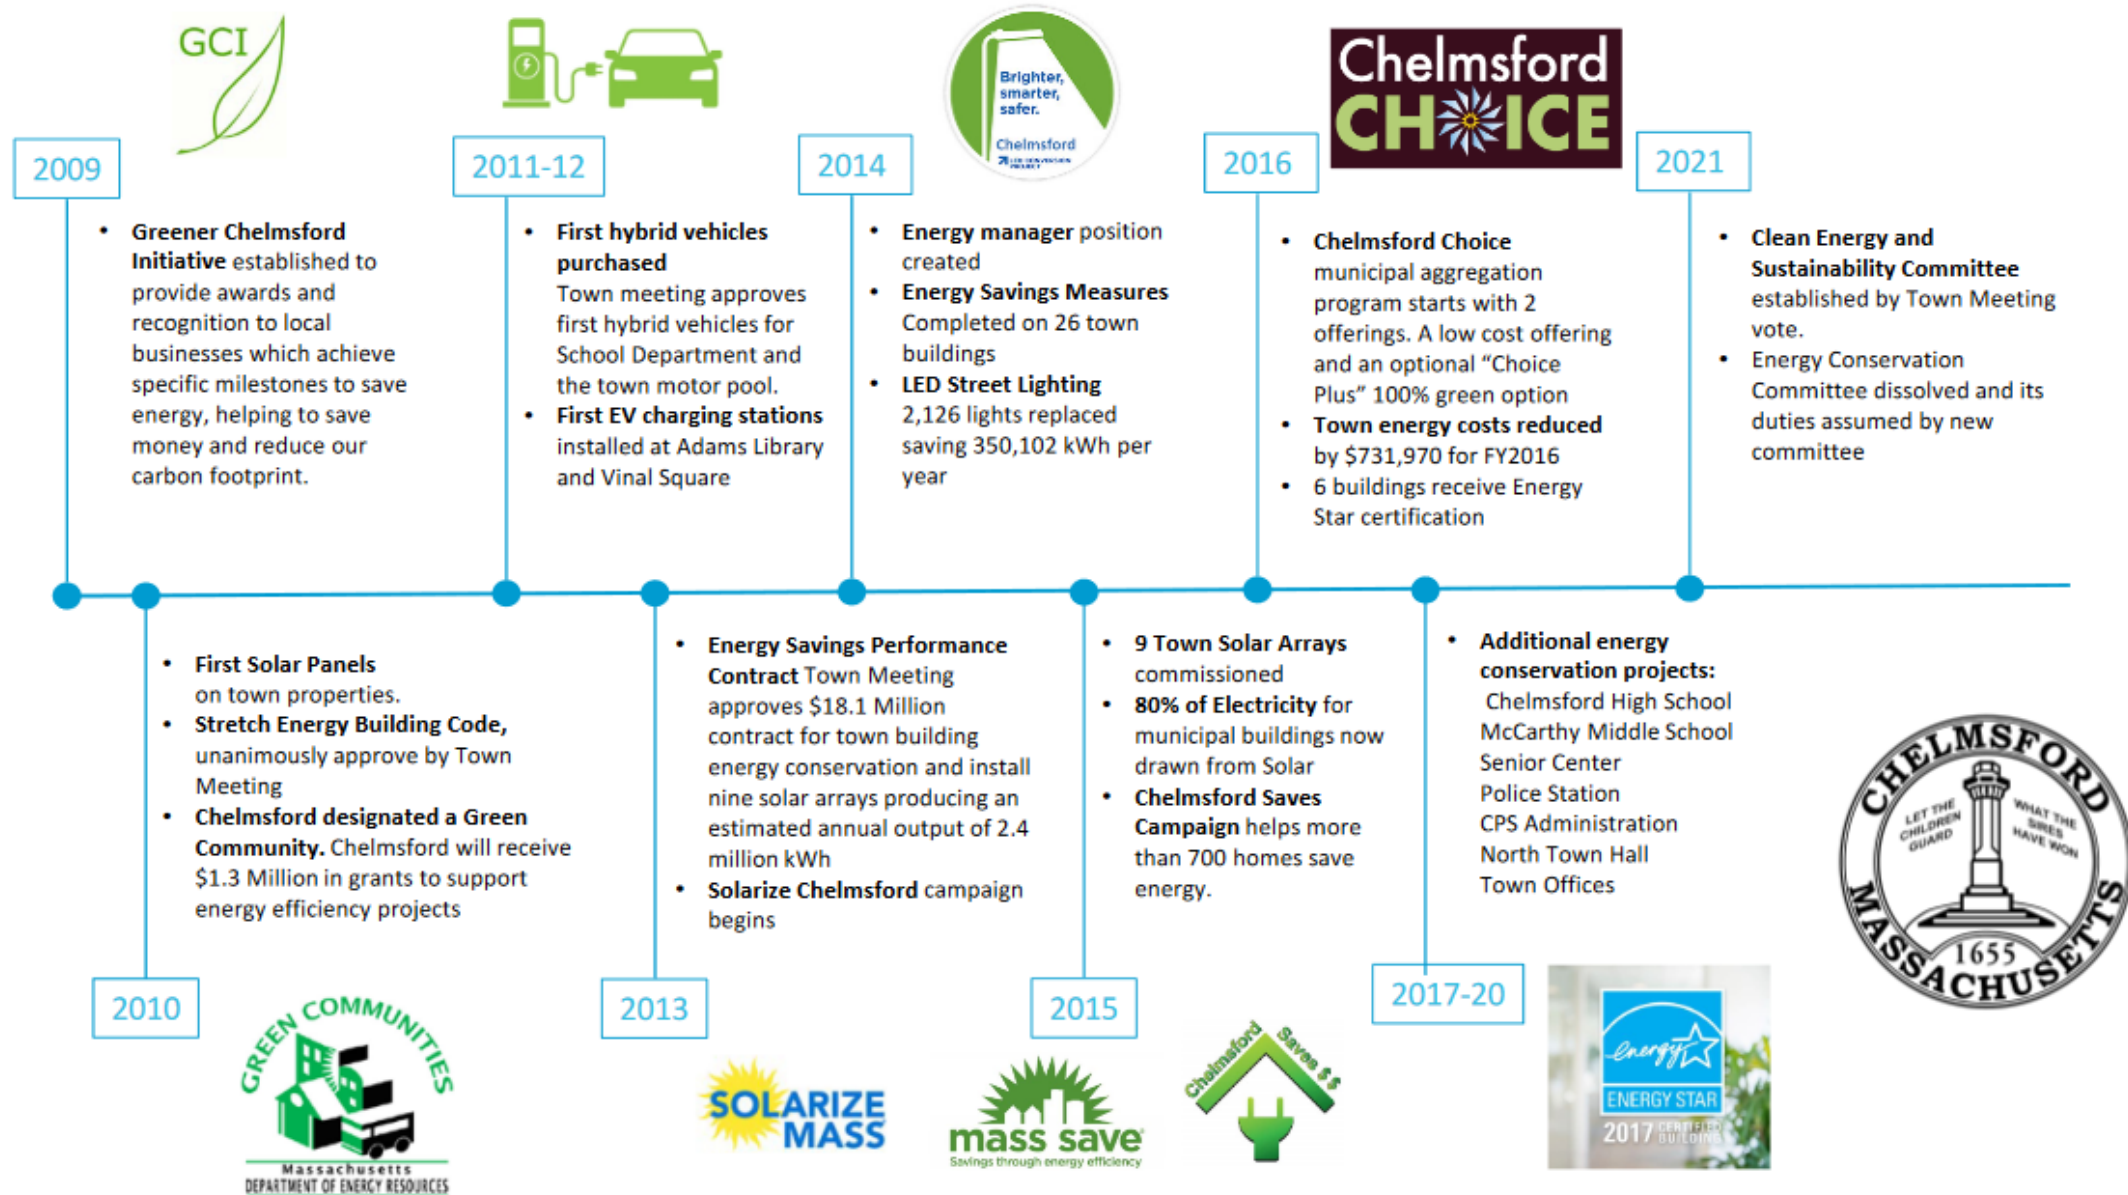 GCI
2009
• Greener Chelmsford
Initiative established to
provide awards and
recognition to local
businesses which achieve
specific milestones to save
energy, helping to save
money and reduce our
carbon footprint.
2011-12
• First hybrid vehicles
purchased
Town meeting approves
first hybrid vehicles for
School Department and
the town motor pool.
• First EV charging stations
installed at Adams Library
and Vinal Square
Brighter,
smarter,
safer.
Chelmsford
LED CONVERSION
PROJECT
2014
• Energy manager position
created
• Energy Savings Measures
Completed on 26 town
buildings
• LED Street Lighting
2,126 lights replaced
saving 350,102 kWh per
year
Chelmsford
CHOICE
2016
• Chelmsford Choice
municipal aggregation
program starts with 2
offerings. A low cost offering
and an optional “Choice
Plus” 100% green option
• Town energy costs reduced
by $731,970 for FY2016
• 6 buildings receive Energy
Star certification
2021
• Clean Energy and
Sustainability Committee
established by Town Meeting
vote.
• Energy Conservation
Committee dissolved and its
duties assumed by new
committee
• First Solar Panels
on town properties.
• Stretch Energy Building Code,
unanimously approve by Town
Meeting
• Chelmsford designated a Green
Community. Chelmsford will receive
$1.3 Million in grants to support
energy efficiency projects
2010
GREEN COMMUNITIES
Massachusetts
DEPARTMENT OF ENERGY RESOURCES
• Energy Savings Performance
Contract Town Meeting
approves $18.1 Million
contract for town building
energy conservation and install
nine solar arrays producing an
estimated annual output of 2.4
million kWh
• Solarize Chelmsford campaign
begins
2013
SOLARIZE
MASS
• 9 Town Solar Arrays
commissioned
• 80% of Electricity for
municipal buildings now
drawn from Solar
• Chelmsford Saves
Campaign helps more
than 700 homes save
energy.
2015
mass save
Savings through energy efficiency
Chelmsford Saves $$
• Additional energy
conservation projects:
Chelmsford High School
McCarthy Middle School
Senior Center
Police Station
CPS Administration
North Town Hall
Town Offices
2017-20
energy
ENERGY STAR
2017 CERTIFIED
BUILDING
CHELMSFORD
LET THE
CHILDREN
GUARD
WHAT THE
SIRES
HAVE WON
1655
MASSACHUSETTS